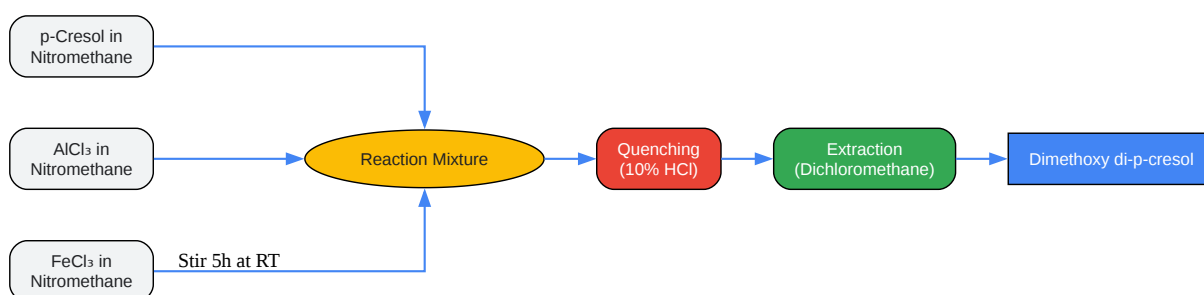 p-Cresol in
Nitromethane
AlCl₃ in
Nitromethane
Reaction Mixture
Quenching
(10% HCl)
Extraction
(Dichloromethane)
Dimethoxy di-p-cresol
FeCl₃ in
Nitromethane
Stir 5h at RT